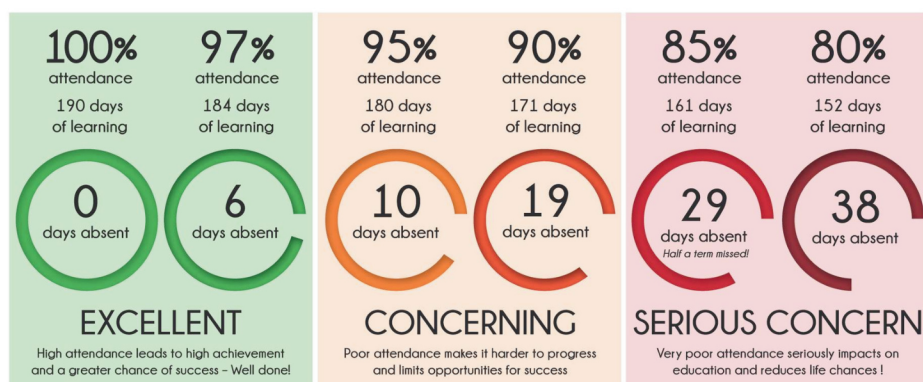 100%
attendance
190 days
of learning
0
days absent
97%
attendance
184 days
of learning
6
days absent
EXCELLENT
High attendance leads to high achievement
and a greater chance of success – Well done!
95%
attendance
180 days
of learning
10
days absent
90%
attendance
171 days
of learning
19
days absent
CONCERNING
Poor attendance makes it harder to progress
and limits opportunities for success
85%
attendance
161 days
of learning
29
days absent
Half a term missed!
80%
attendance
152 days
of learning
38
days absent
SERIOUS CONCERN
Very poor attendance seriously impacts on
education and reduces life chances !